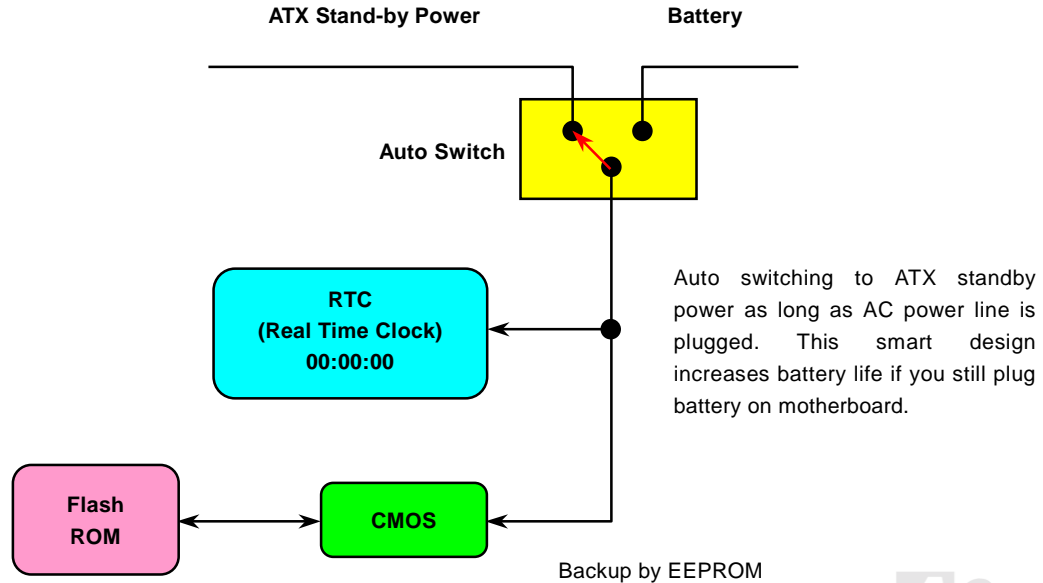 ATX Stand-by Power
Battery
Auto Switch
RTC
(Real Time Clock)
00:00:00
Auto switching to ATX standby
power as long as AC power line is
plugged. This smart design
increases battery life if you still plug
battery on motherboard.
Flash
ROM
CMOS
Backup by EEPROM